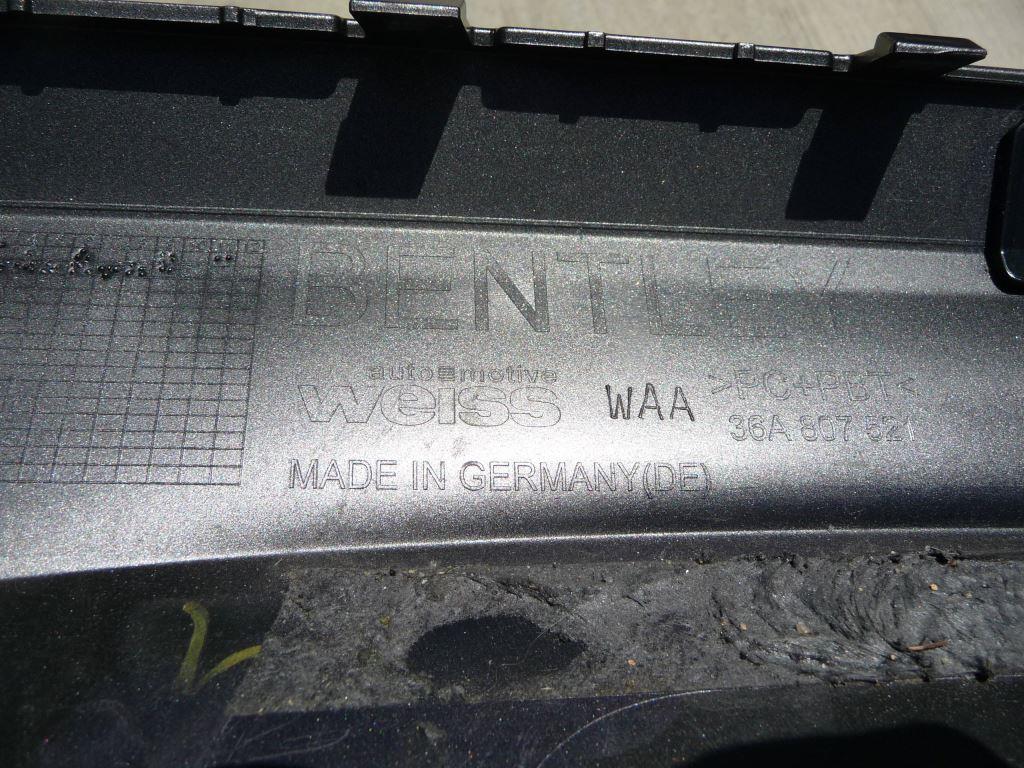 BENTLEY
automotive
weiss
WAA
>PC+PBT<
36A 807 521
MADE IN GERMANY(DE)